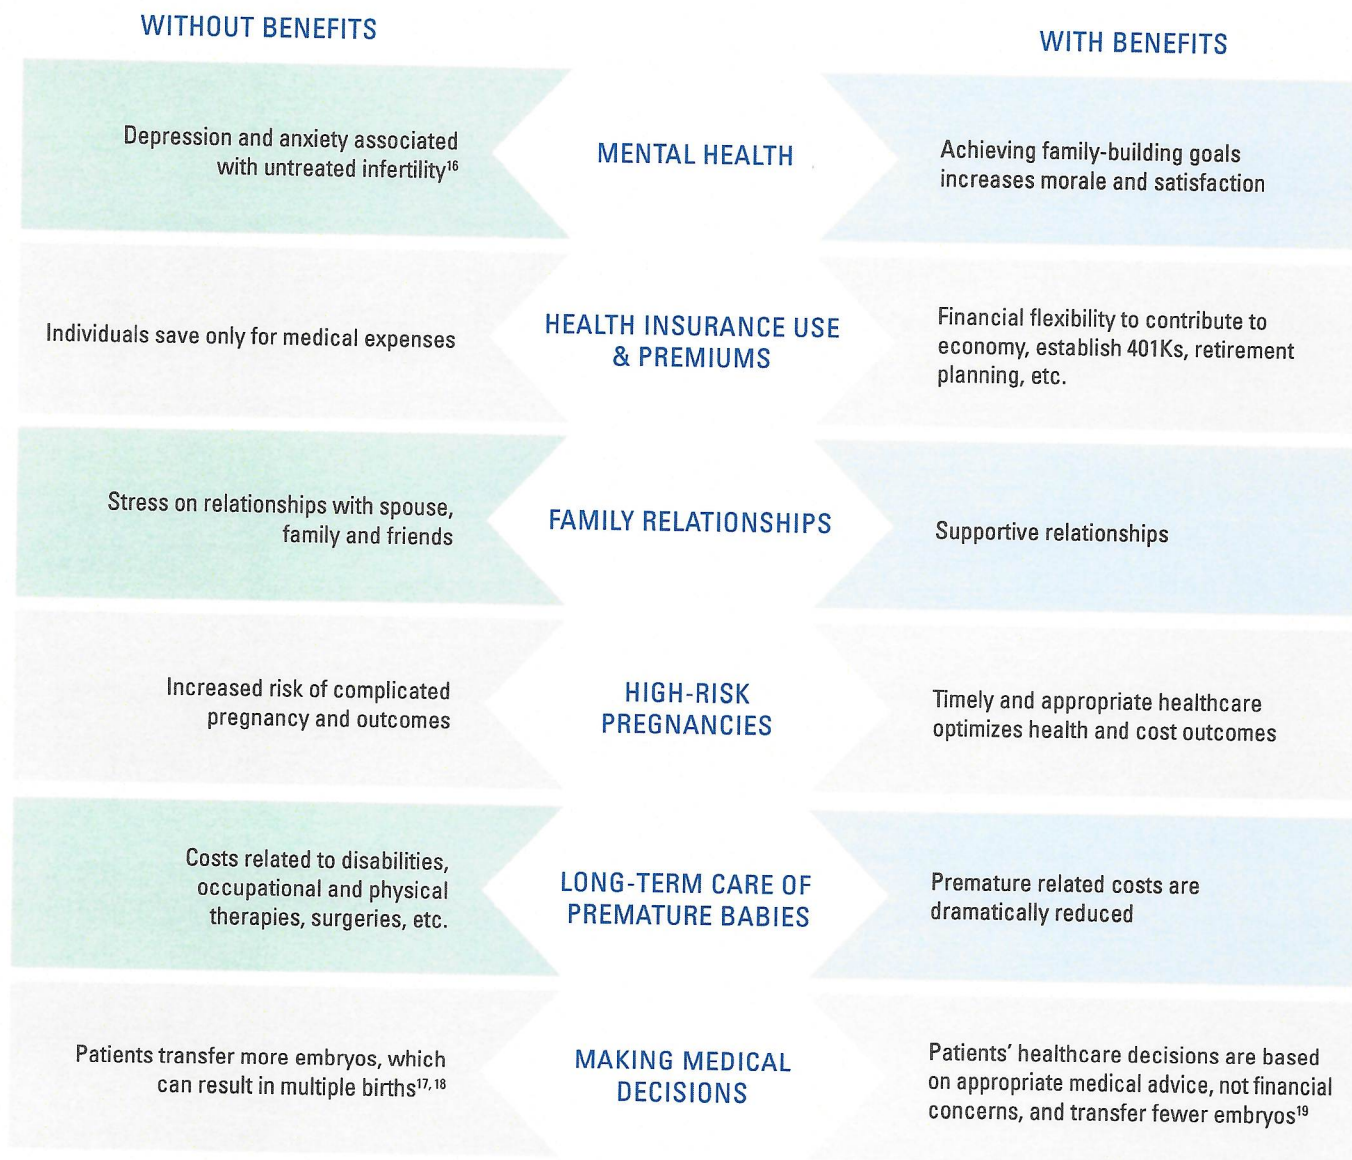 WITHOUT BENEFITS
WITH BENEFITS
Depression and anxiety associated
with untreated infertility¹⁶
MENTAL HEALTH
Achieving family-building goals
increases morale and satisfaction
Individuals save only for medical expenses
HEALTH INSURANCE USE
& PREMIUMS
Financial flexibility to contribute to
economy, establish 401Ks, retirement
planning, etc.
Stress on relationships with spouse,
family and friends
FAMILY RELATIONSHIPS
Supportive relationships
Increased risk of complicated
pregnancy and outcomes
HIGH-RISK
PREGNANCIES
Timely and appropriate healthcare
optimizes health and cost outcomes
Costs related to disabilities,
occupational and physical
therapies, surgeries, etc.
LONG-TERM CARE OF
PREMATURE BABIES
Premature related costs are
dramatically reduced
Patients transfer more embryos, which
can result in multiple births¹⁷,¹⁸
MAKING MEDICAL
DECISIONS
Patients’ healthcare decisions are based
on appropriate medical advice, not financial
concerns, and transfer fewer embryos¹⁹